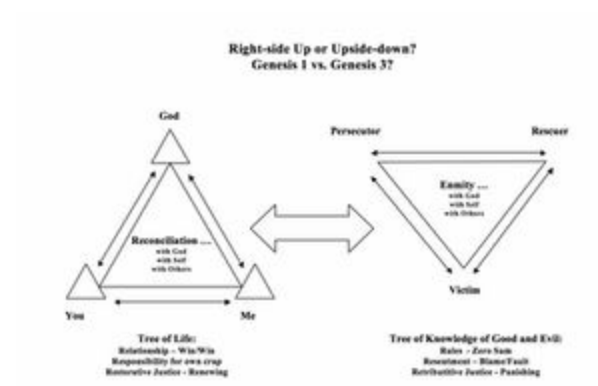 Right-side Up or Upside-down?
Genesis 1 vs. Genesis 3?
God
Reconciliation ...
with God
with Self
with Others
You
Me
Tree of Life:
Relationship – Win/Win
Responsibility for own crap
Restorative Justice - Renewing
Persecutor
Rescuer
Enmity ...
with God
with Self
with Others
Victim
Tree of Knowledge of Good and Evil:
Rules - Zero Sum
Resentment – Blame/Fault
Retributive Justice - Punishing